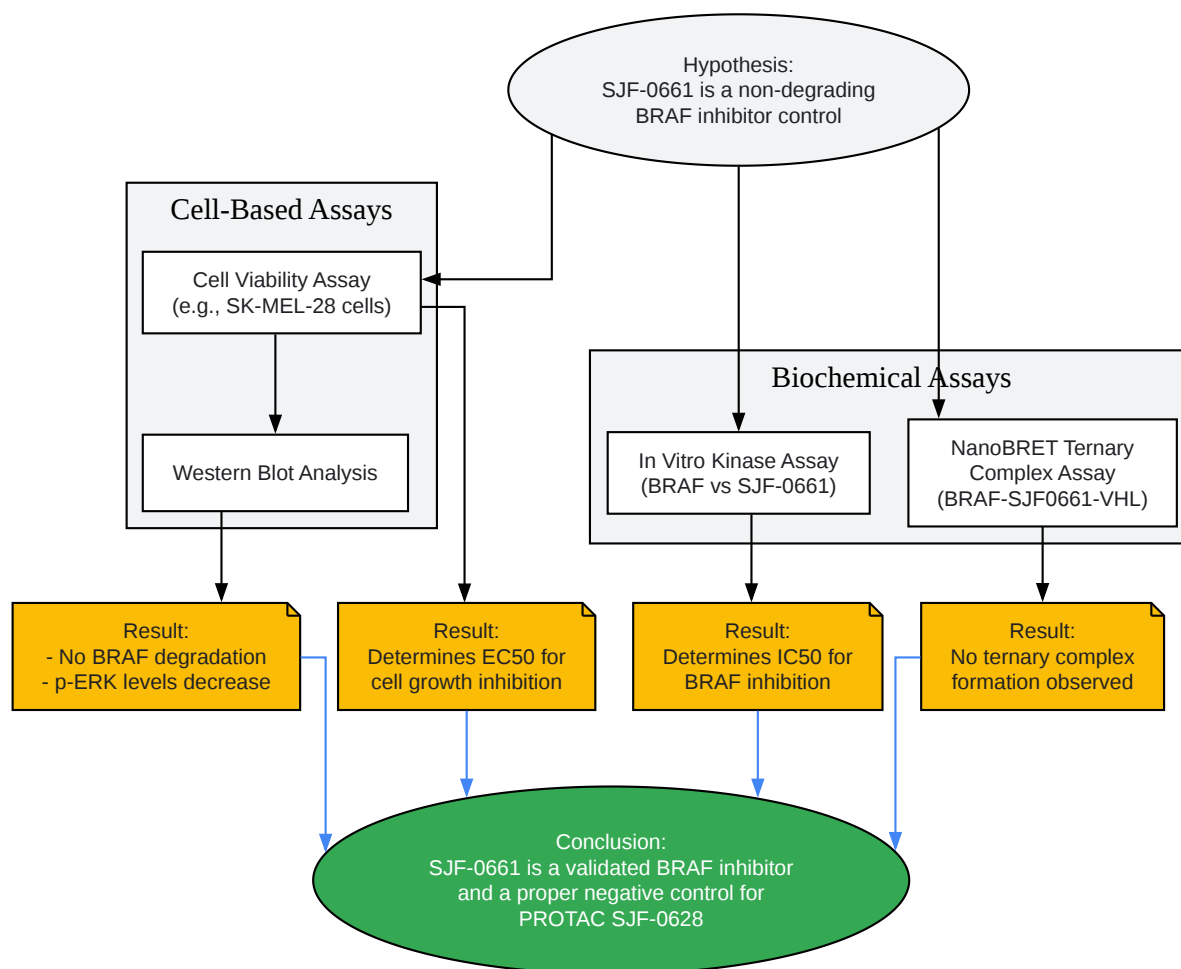 Hypothesis:
SJF-0661 is a non-degrading
BRAF inhibitor control
Cell-Based Assays
Cell Viability Assay
(e.g., SK-MEL-28 cells)
Western Blot Analysis
Biochemical Assays
In Vitro Kinase Assay
(BRAF vs SJF-0661)
NanoBRET Ternary
Complex Assay
(BRAF-SJF0661-VHL)
Result:
- No BRAF degradation
- p-ERK levels decrease
Result:
Determines EC50 for
cell growth inhibition
Result:
Determines IC50 for
BRAF inhibition
Result:
No ternary complex
formation observed
Conclusion:
SJF-0661 is a validated BRAF inhibitor
and a proper negative control for
PROTAC SJF-0628